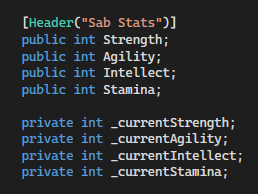 [Header("Sab Stats")]
public int Strength;
public int Agility;
public int Intellect;
public int Stamina;
private int _currentStrength;
private int _currentAgility;
private int _currentIntellect;
private int _currentStamina;